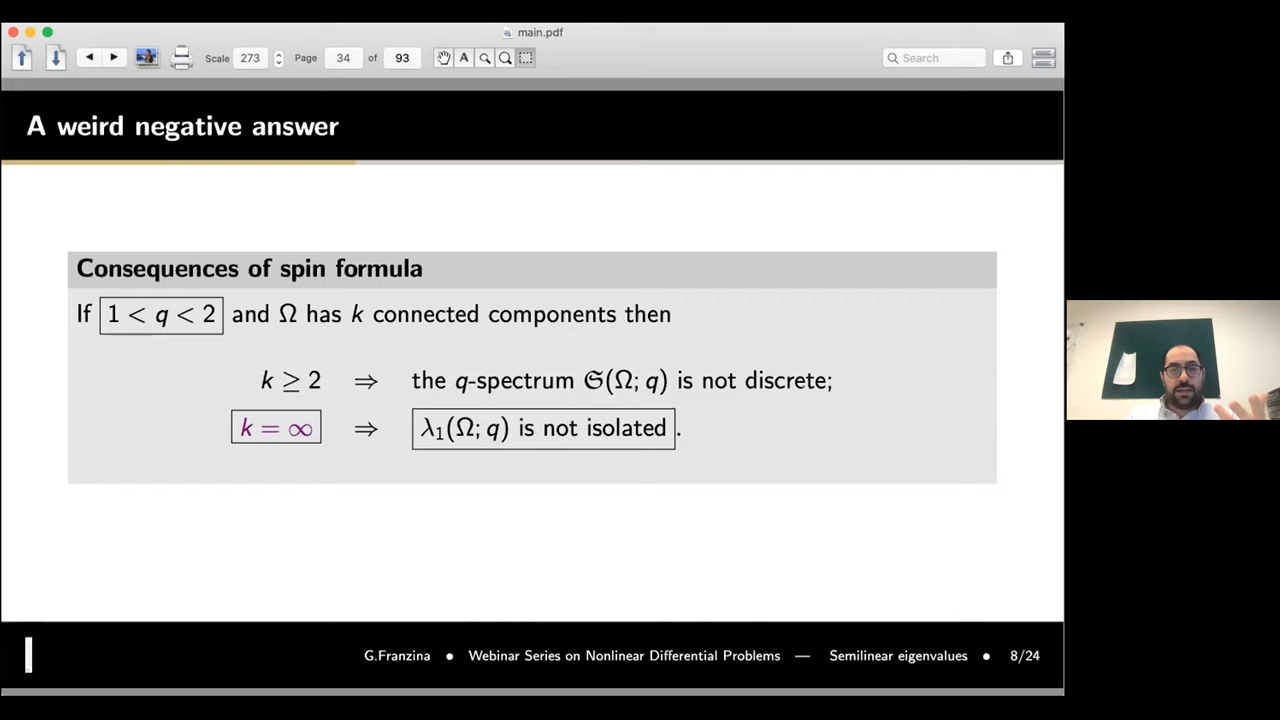 main.pdf
Scale 273 Page 34 of 93 A Search
A weird negative answer
Consequences of spin formula
If 1 < q < 2 and Ω has k connected components then
k ≥ 2 ⇒ the q-spectrum 𝔖(Ω; q) is not discrete;
k = ∞ ⇒ λ₁(Ω; q) is not isolated.
G.Franzina • Webinar Series on Nonlinear Differential Problems — Semilinear eigenvalues • 8/24